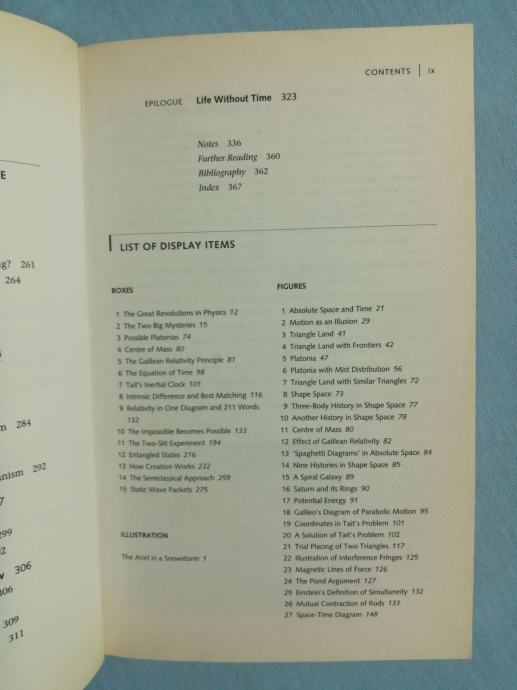 E
g? 261
264
m 284
anism 292
7
299
02
v 306
306
309
311
CONTENTS | ix
EPILOGUE Life Without Time 323
Notes 336
Further Reading 360
Bibliography 362
Index 367
LIST OF DISPLAY ITEMS
BOXES
1 The Great Revolutions in Physics 12
2 The Two Big Mysteries 15
3 Possible Platonias 74
4 Centre of Mass 80
5 The Galilean Relativity Principle 81
6 The Equation of Time 98
7 Tait's Inertial Clock 101
8 Intrinsic Difference and Best Matching 116
9 Relativity in One Diagram and 211 Words
132
10 The Impossible Becomes Possible 133
11 The Two-Slit Experiment 194
12 Entangled States 216
13 How Creation Works 232
14 The Semiclassical Approach 259
15 Static Wave Packets 275
ILLUSTRATION
The Ariel in a Snowstorm 1
FIGURES
1 Absolute Space and Time 21
2 Motion as an Illusion 29
3 Triangle Land 41
4 Triangle Land with Frontiers 42
5 Platonia 47
6 Platonia with Mist Distribution 56
7 Triangle Land with Similar Triangles 72
8 Shape Space 73
9 Three-Body History in Shape Space 77
10 Another History in Shape Space 78
11 Centre of Mass 80
12 Effect of Galilean Relativity 82
13 'Spaghetti Diagrams' in Absolute Space 84
14 Nine Histories in Shape Space 85
15 A Spiral Galaxy 89
16 Saturn and its Rings 90
17 Potential Energy 91
18 Galileo's Diagram of Parabolic Motion 95
19 Coordinates in Tait's Problem 101
20 A Solution of Tait's Problem 102
21 Trial Placing of Two Triangles 117
22 Illustration of Interference Fringes 125
23 Magnetic Lines of Force 126
24 The Pond Argument 127
25 Einstein's Definition of Simultaneity 132
26 Mutual Contraction of Rods 133
27 Space-Time Diagram 148